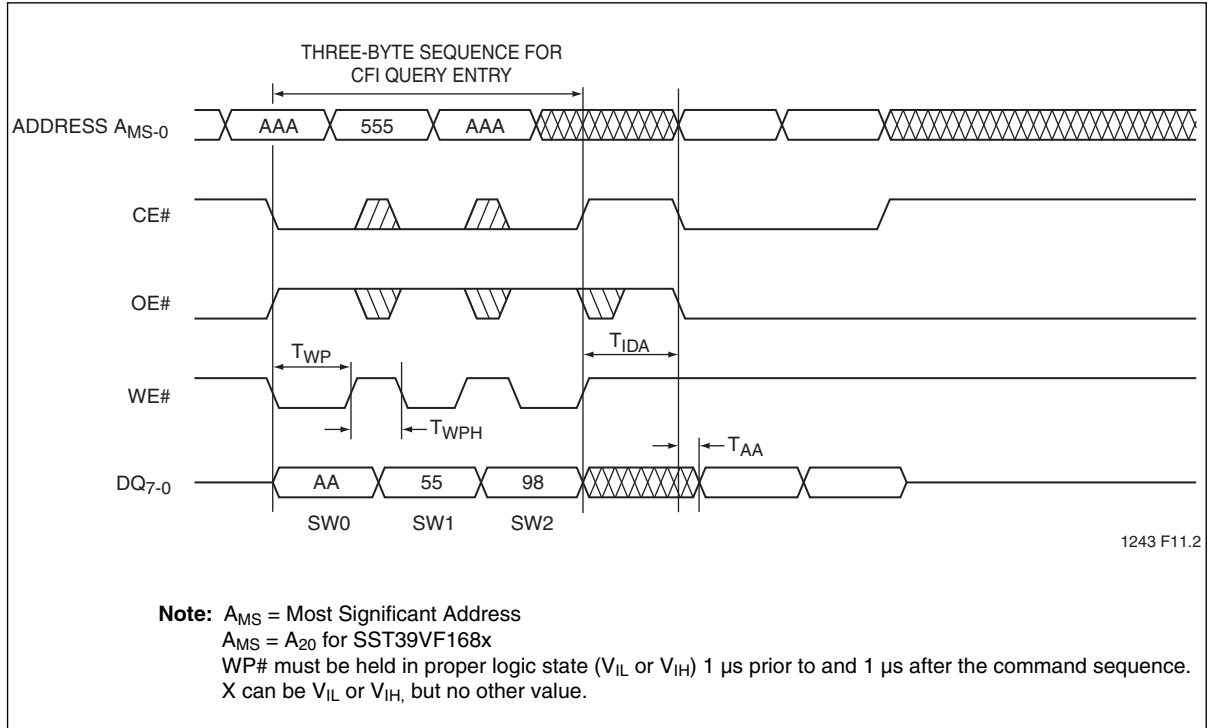 THREE-BYTE SEQUENCE FOR
CFI QUERY ENTRY
ADDRESS AMS-0
AAA 555 AAA
CE#
OE#
TWP
TIDA
WE#
TWPH
TAA
DQ7-0
AA 55 98
SW0 SW1 SW2
1243 F11.2
Note: AMS = Most Significant Address
AMS = A20 for SST39VF168x
WP# must be held in proper logic state (VIL or VIH) 1 µs prior to and 1 µs after the command sequence.
X can be VIL or VIH, but no other value.